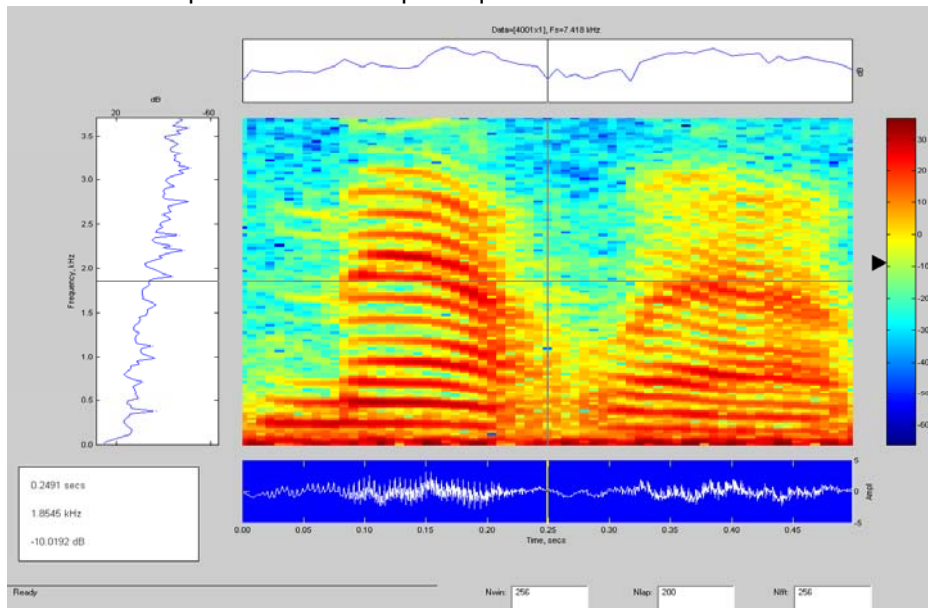 Data=[4001x1], Fs=7.418 kHz
dB
dB
20 -60
3.5
3.0
2.5
2.0
1.5
1.0
0.5
0.0
Frequency, kHz
30
20
10
0
-10
-20
-30
-40
-50
-60
5
0
-5
Ampl
0.00 0.05 0.10 0.15 0.20 0.25 0.30 0.35 0.40 0.45
Time, secs
0.2491 secs
1.8545 kHz
-10.0192 dB
Ready
Nwin: 256 Nlap: 200 Nfft: 256